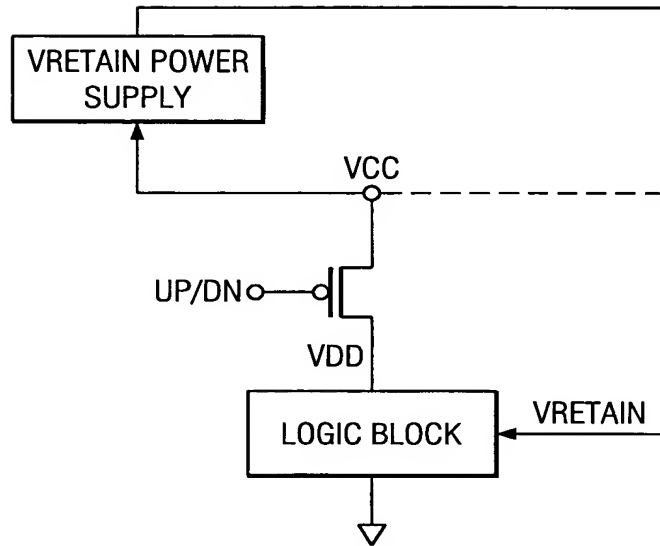 VRETAIN POWER
SUPPLY
VCC
UP/DN
VDD
LOGIC BLOCK
VRETAIN